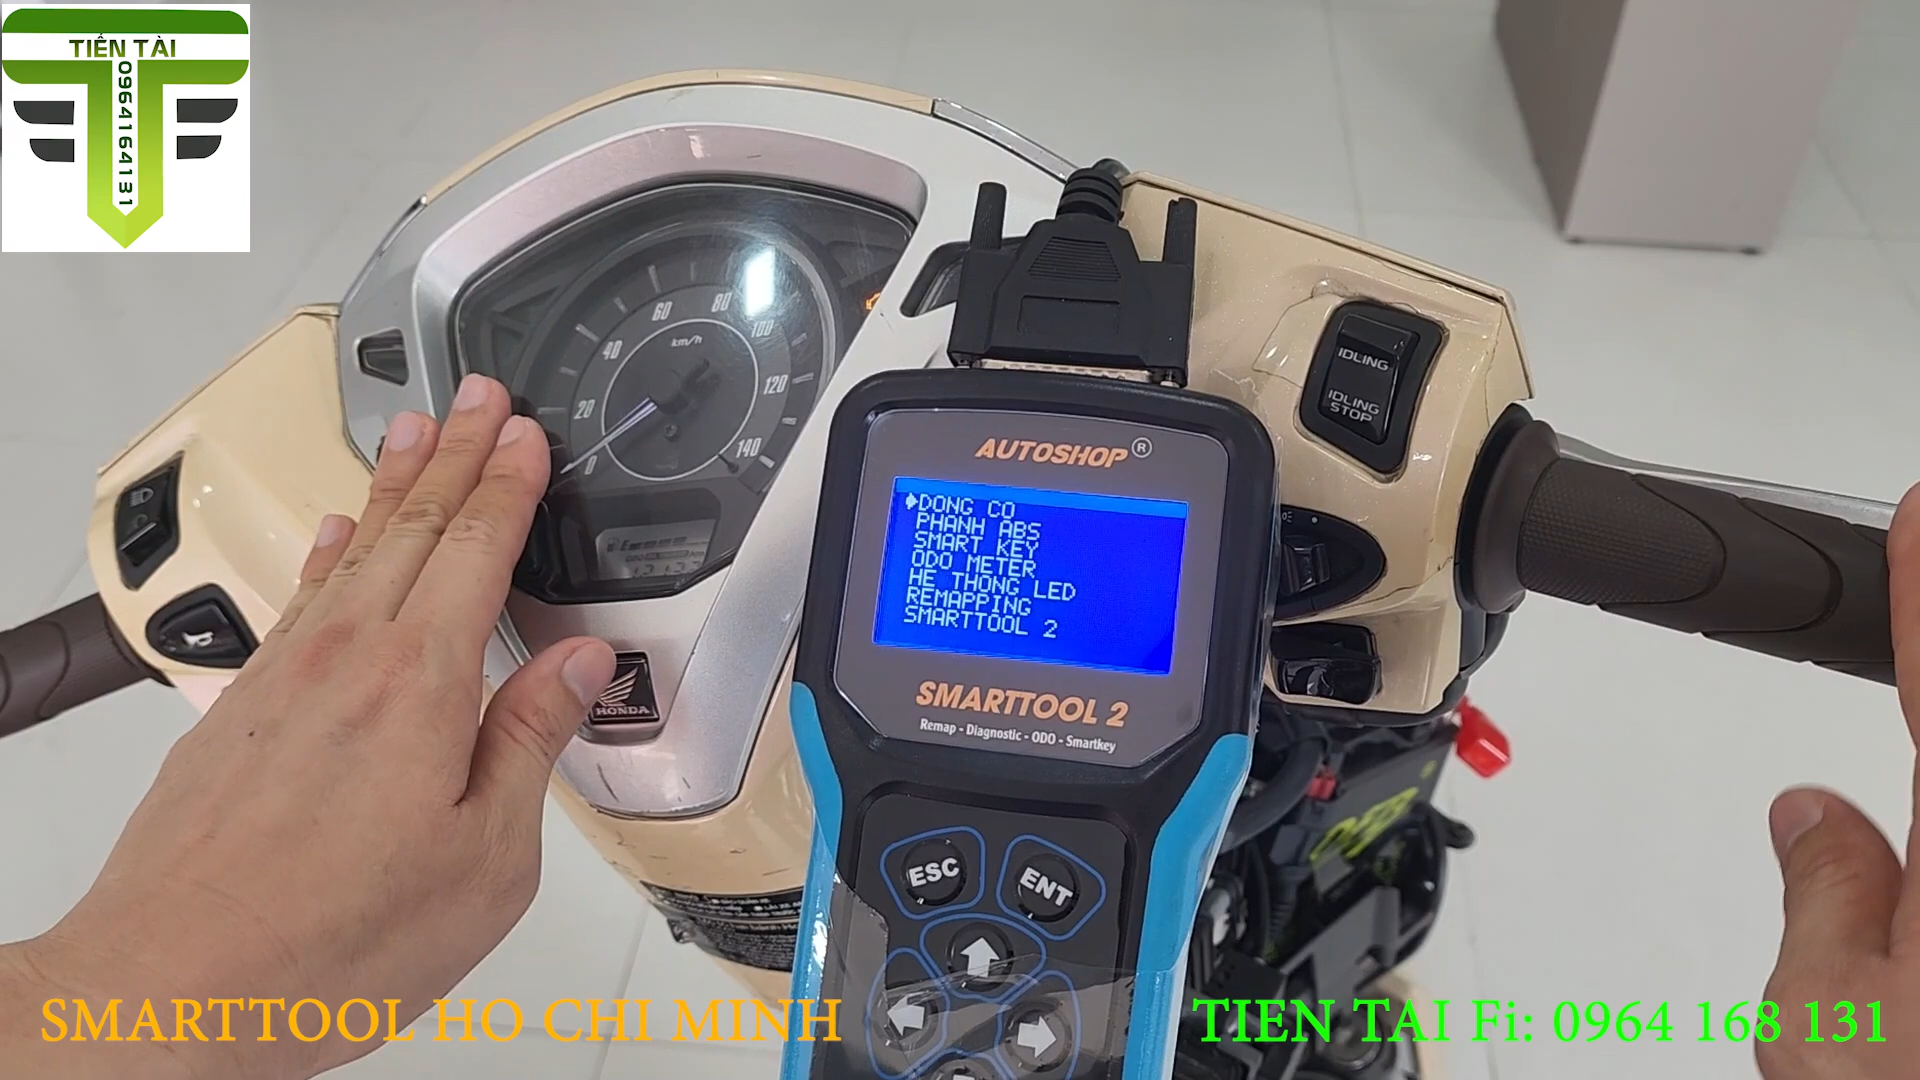 TIẾN TÀI
0964164131
60
80
100
40
km/h
120
20
140
0
HONDA
IDLING
IDLING
STOP
AUTOSHOP ®
DONG CO
PHANH ABS
SMART KEY
ODO METER
HE THONG LED
REMAPPING
SMARTTOOL 2
SMARTTOOL 2
Remap - Diagnostic - ODO - Smartkey
ESC
ENT
SMARTTOOL HO CHI MINH
TIEN TAI Fi: 0964 168 131